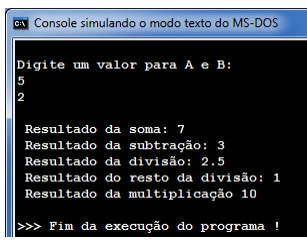 Console simulando o modo texto do MS-DOS
Digite um valor para A e B:
5
2
Resultado da soma: 7
Resultado da subtração: 3
Resultado da divisão: 2.5
Resultado do resto da divisão: 1
Resultado da multiplicação 10
>>> Fim da execução do programa !